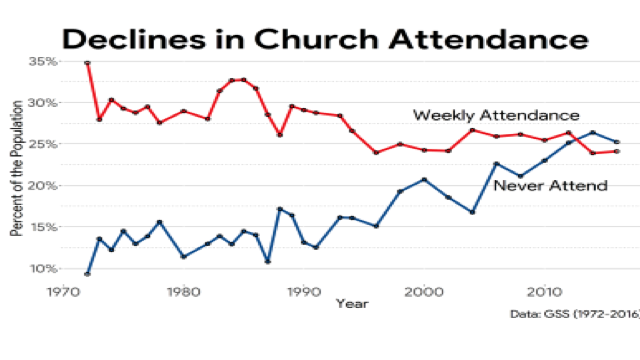 Declines in Church Attendance
35%
30%
25%
20%
15%
10%
Percent of the Population
Weekly Attendance
Never Attend
1970
1980
1990
2000
2010
Year
Data: GSS (1972-2016)